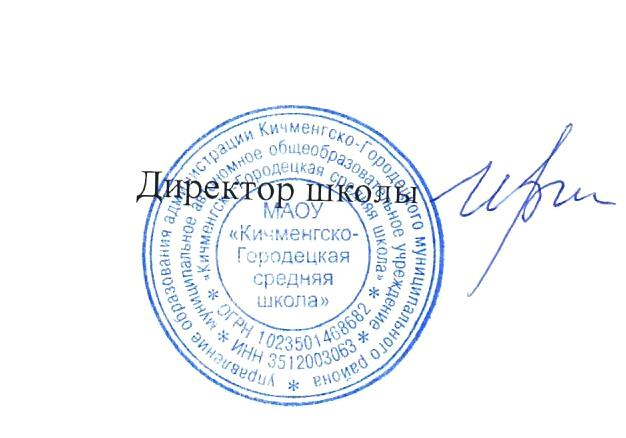 Директор школы
управление образования администрации Кичменгско-Городецкого муниципального района *
муниципальное автономное общеобразовательное учреждение *
«Кичменгско-Городецкая средняя школа» *
МАОУ
«Кичменгско-
Городецкая
средняя
школа»
* ОГРН 1023501468682 *
* ИНН 3512003063 *